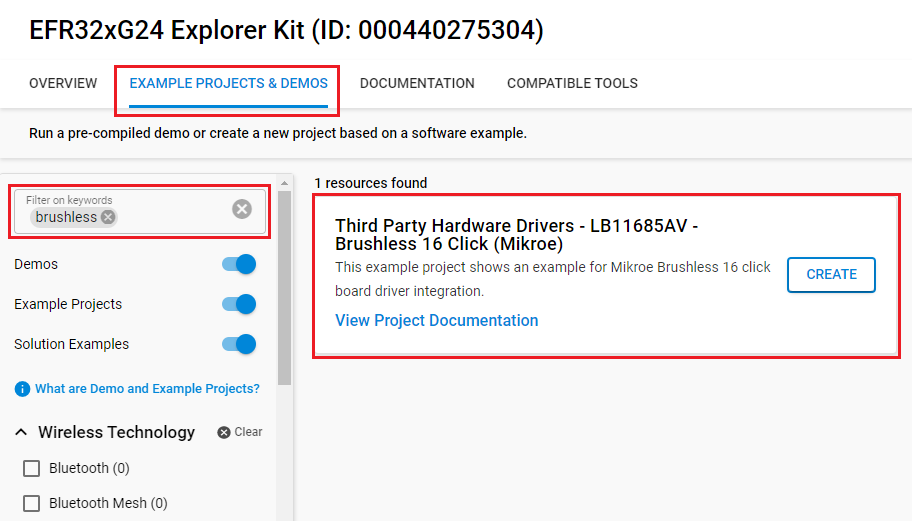 EFR32xG24 Explorer Kit (ID: 000440275304)
OVERVIEW
EXAMPLE PROJECTS & DEMOS
DOCUMENTATION
COMPATIBLE TOOLS
Run a pre-compiled demo or create a new project based on a software example.
Filter on keywords
brushless
Demos
Example Projects
Solution Examples
What are Demo and Example Projects?
Wireless Technology
Clear
Bluetooth (0)
Bluetooth Mesh (0)
1 resources found
Third Party Hardware Drivers - LB11685AV -
Brushless 16 Click (Mikroe)
This example project shows an example for Mikroe Brushless 16 click
board driver integration.
View Project Documentation
CREATE